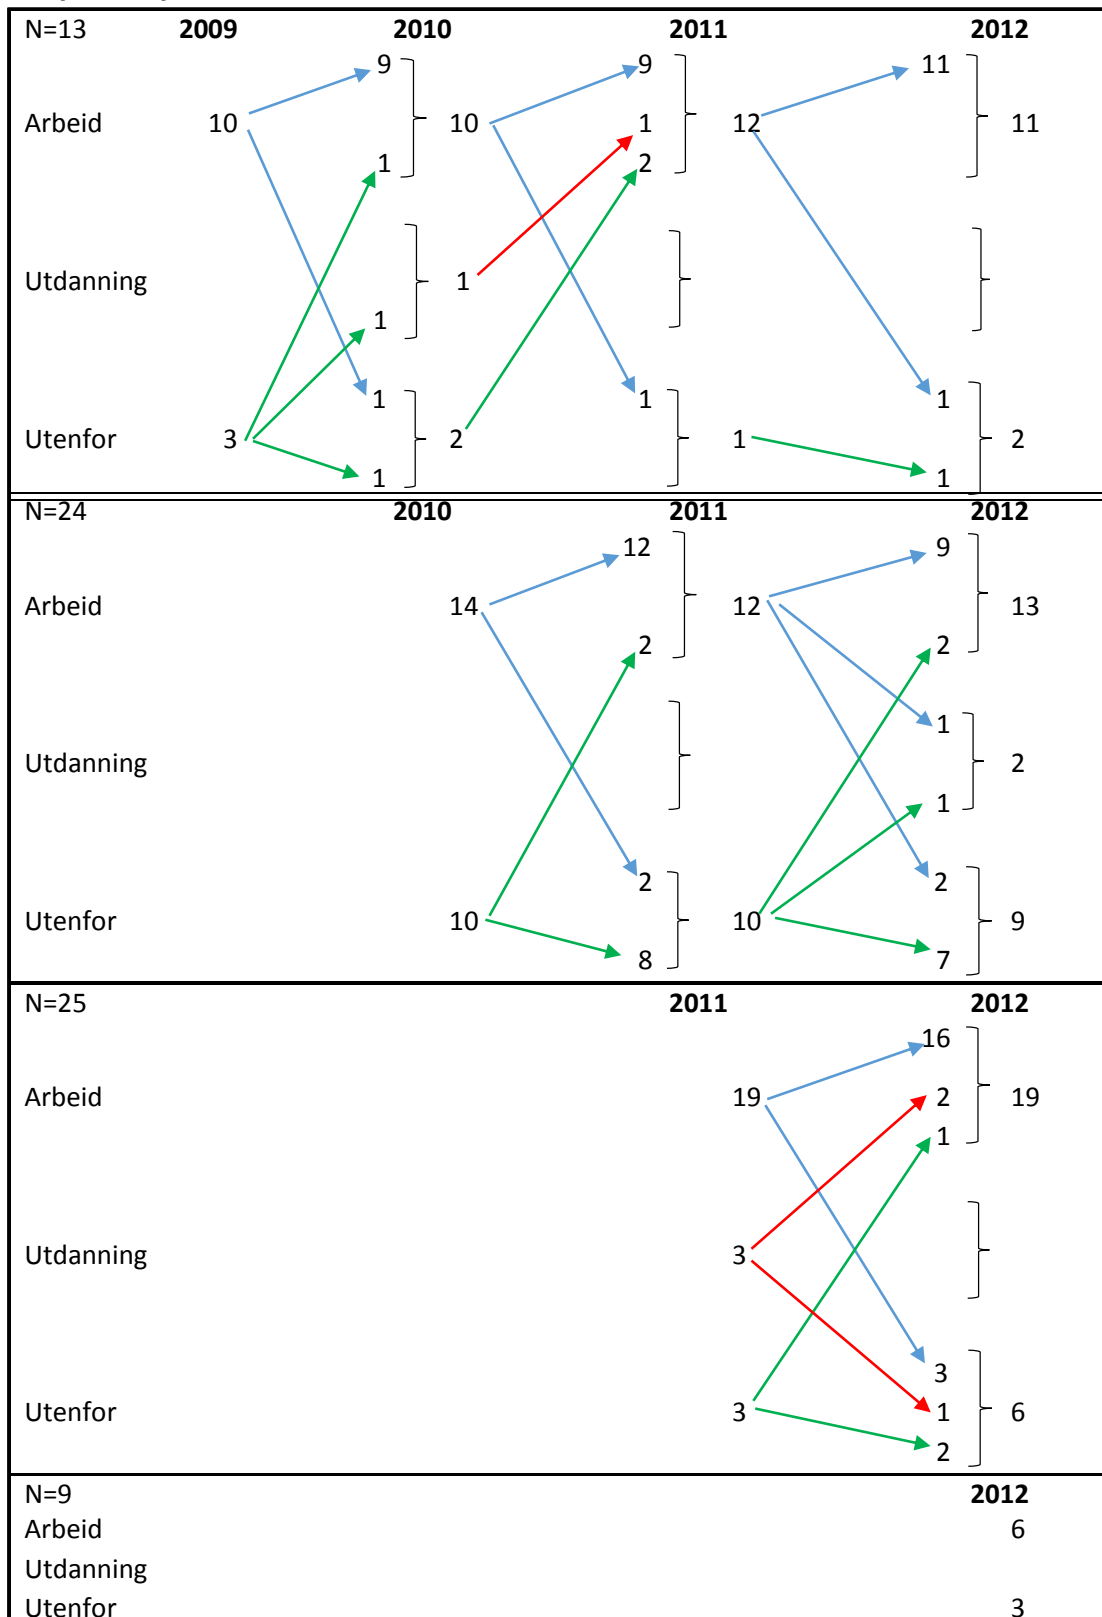 N=13 2009 2010 2011 2012
9 9 11
Arbeid 10 10 1 12 11
1 2
Utdanning 1
1
1 1 1
Utenfor 3 2 1 2
1 1
N=24 2010 2011 2012
12 9
Arbeid 14 12 13
2 2
1
Utdanning 2
1
2 2
Utenfor 10 10 9
8 7
N=25 2011 2012
16
Arbeid 19 2 19
1
Utdanning 3
3
Utenfor 3 1 6
2
N=9 2012
Arbeid 6
Utdanning
Utenfor 3